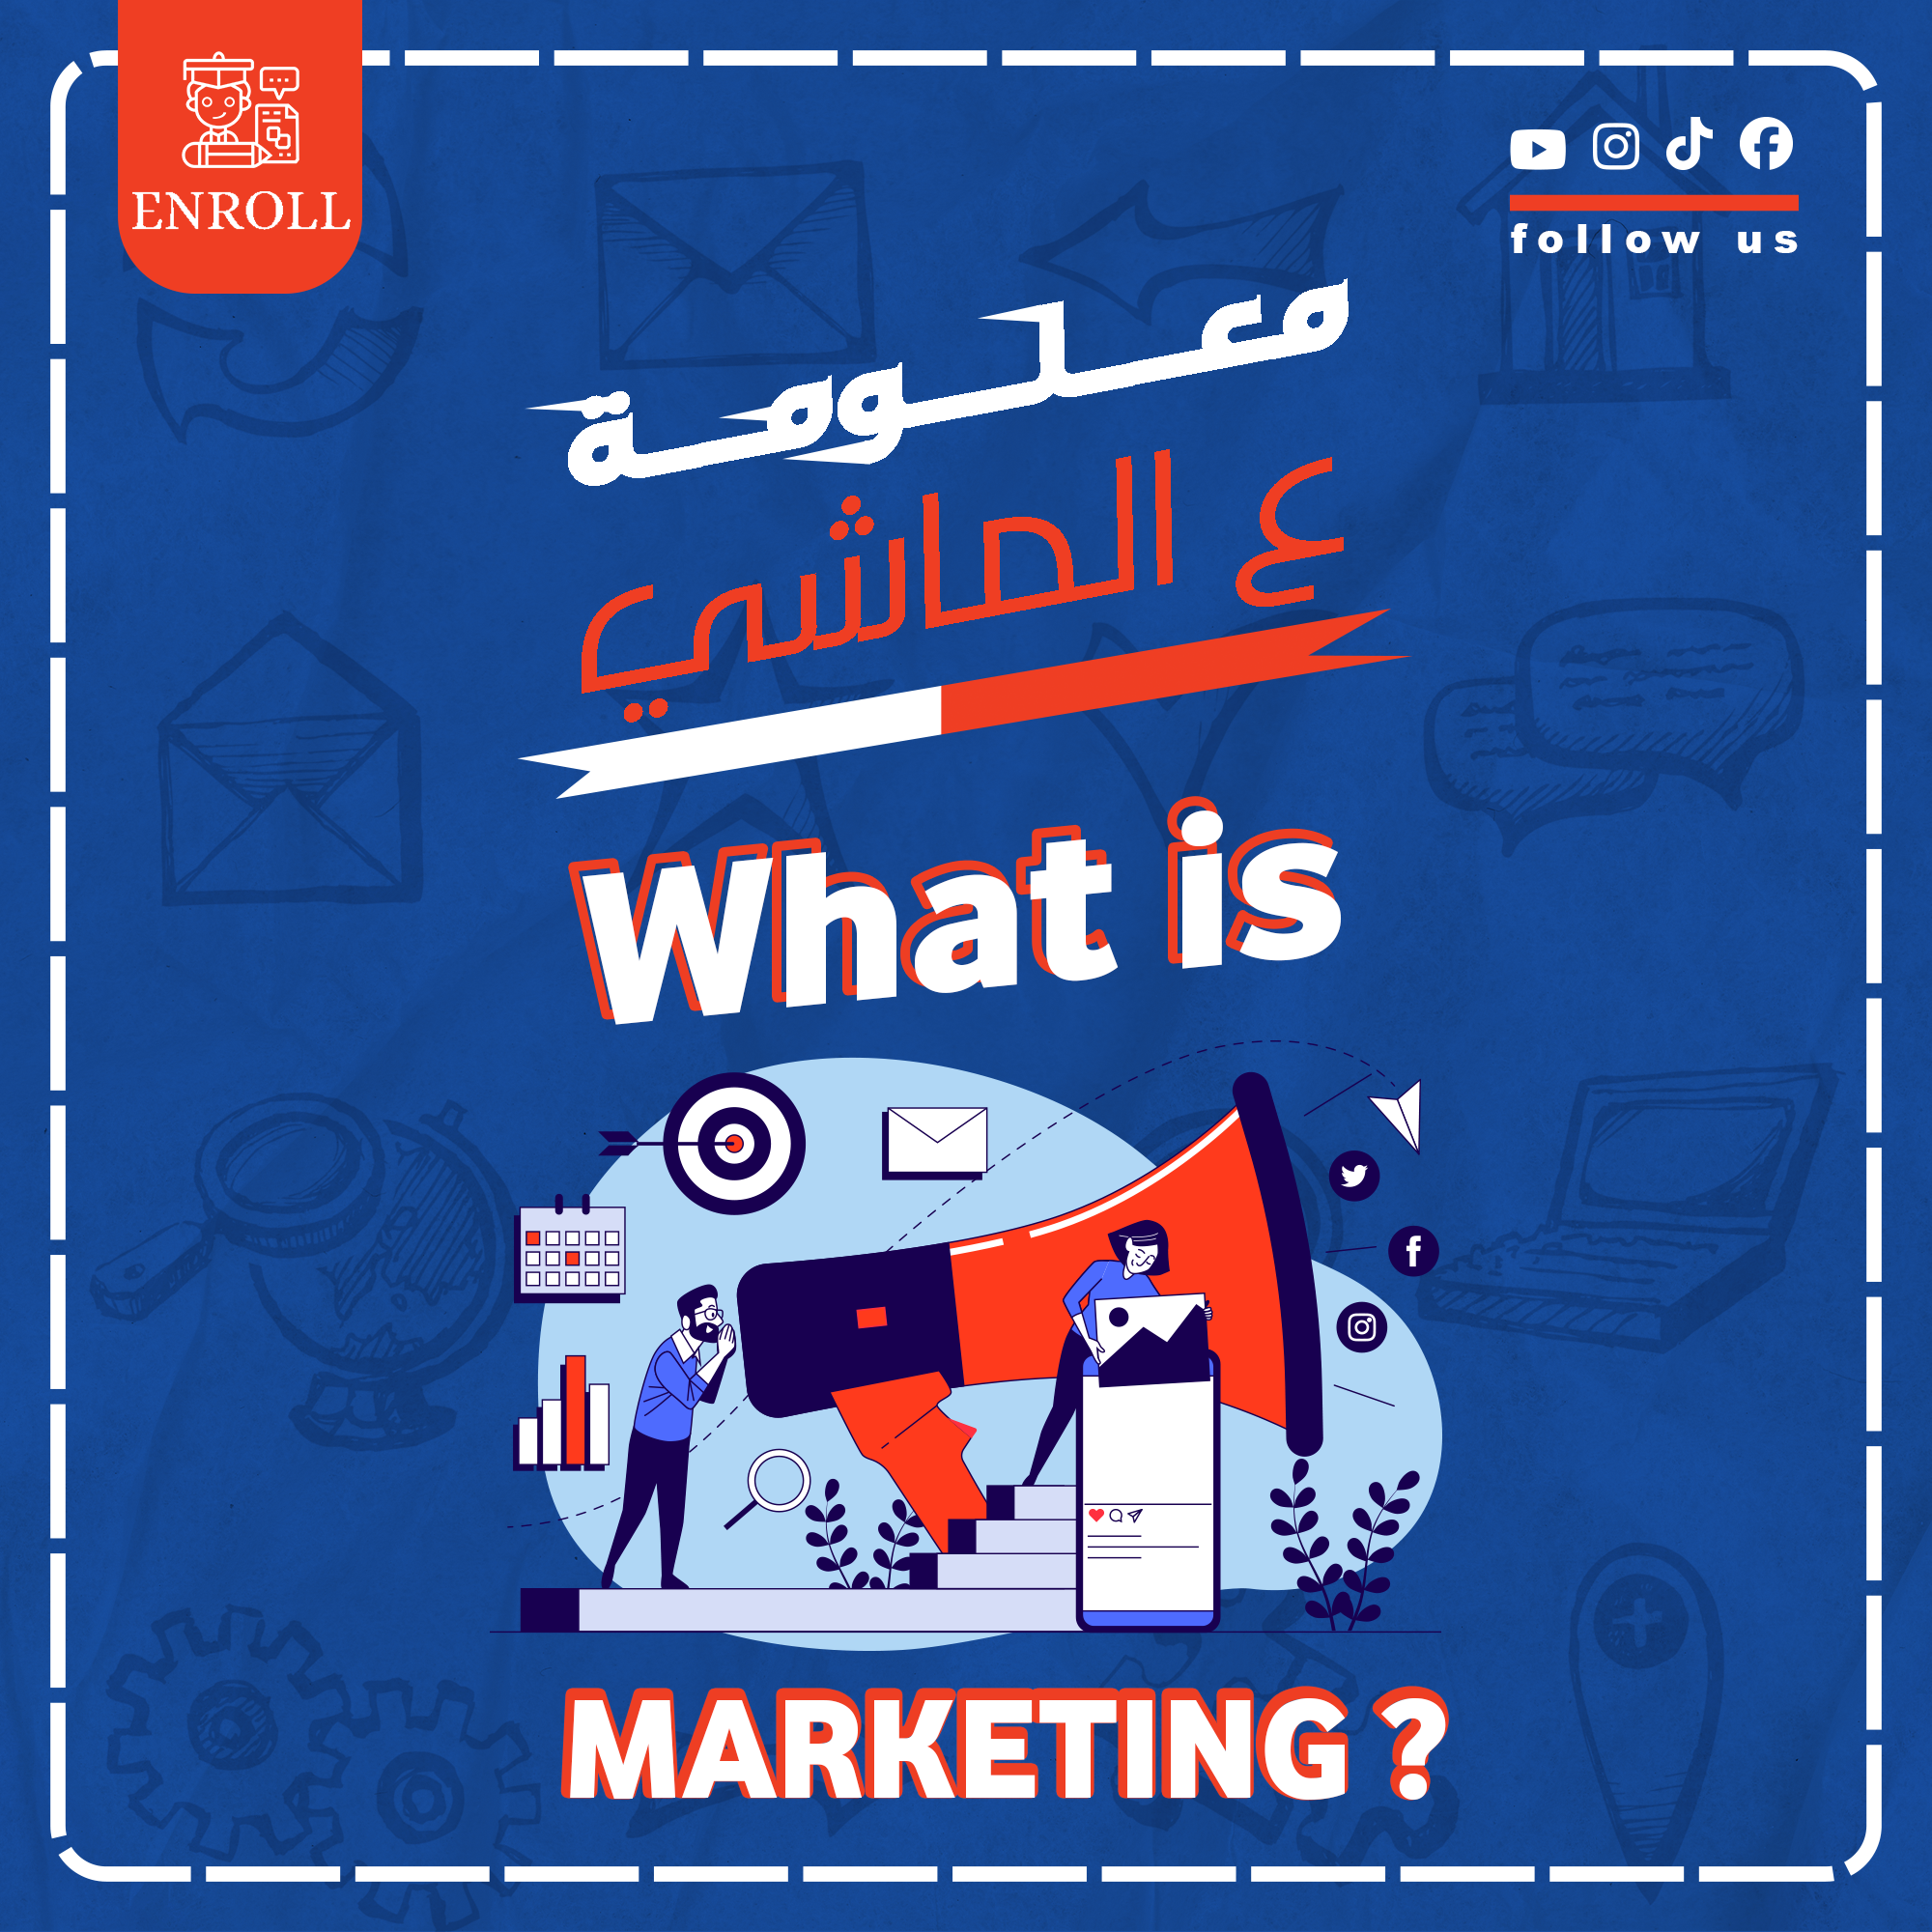 ENROLL
follow us
معلومة
ع الماشي
What is
MARKETING ?